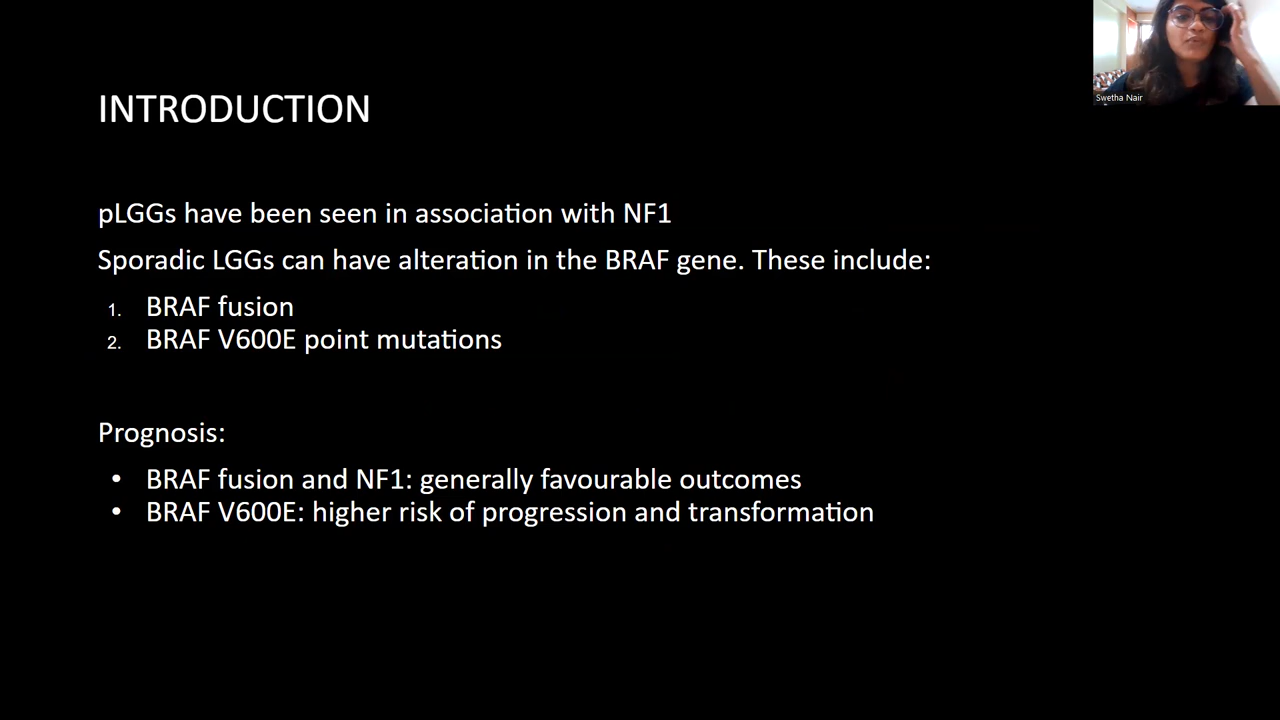 INTRODUCTION
pLGGs have been seen in association with NF1
Sporadic LGGs can have alteration in the BRAF gene. These include:
1. BRAF fusion
2. BRAF V600E point mutations
Prognosis:
• BRAF fusion and NF1: generally favourable outcomes
• BRAF V600E: higher risk of progression and transformation
Swetha Nair